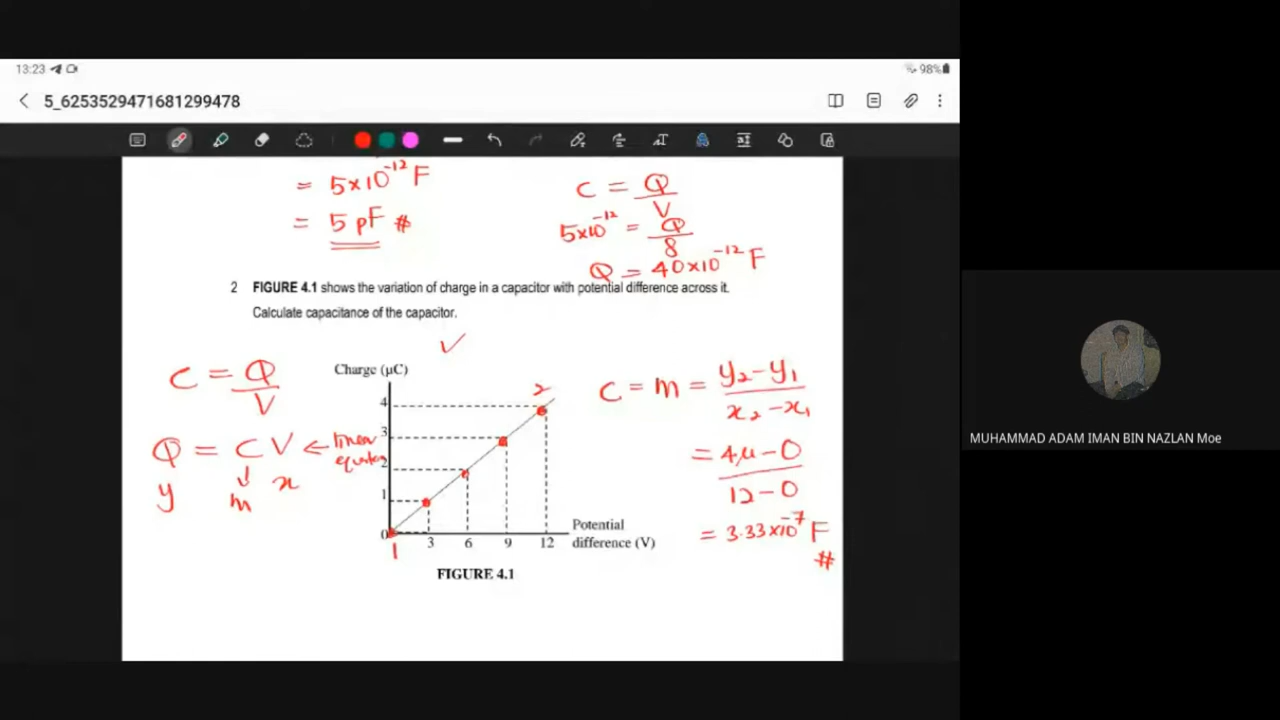 13:23
98%
5_6253529471681299478
= 5×10⁻¹² F
= 5 pF #
C = Q/V
5×10⁻¹² = Q/8
Q = 40×10⁻¹² F
2 FIGURE 4.1 shows the variation of charge in a capacitor with potential difference across it.
Calculate capacitance of the capacitor.
C = Q/V
Q = CV ← linear
equation
y m x
Charge (μC)
4
3
2
1
0
3 6 9 12
Potential
difference (V)
1
2
FIGURE 4.1
C = m = y₂-y₁/x₂-x₁
= 4μ-0/12-0
= 3.33×10⁻⁷ F
#
MUHAMMAD ADAM IMAN BIN NAZLAN Moe